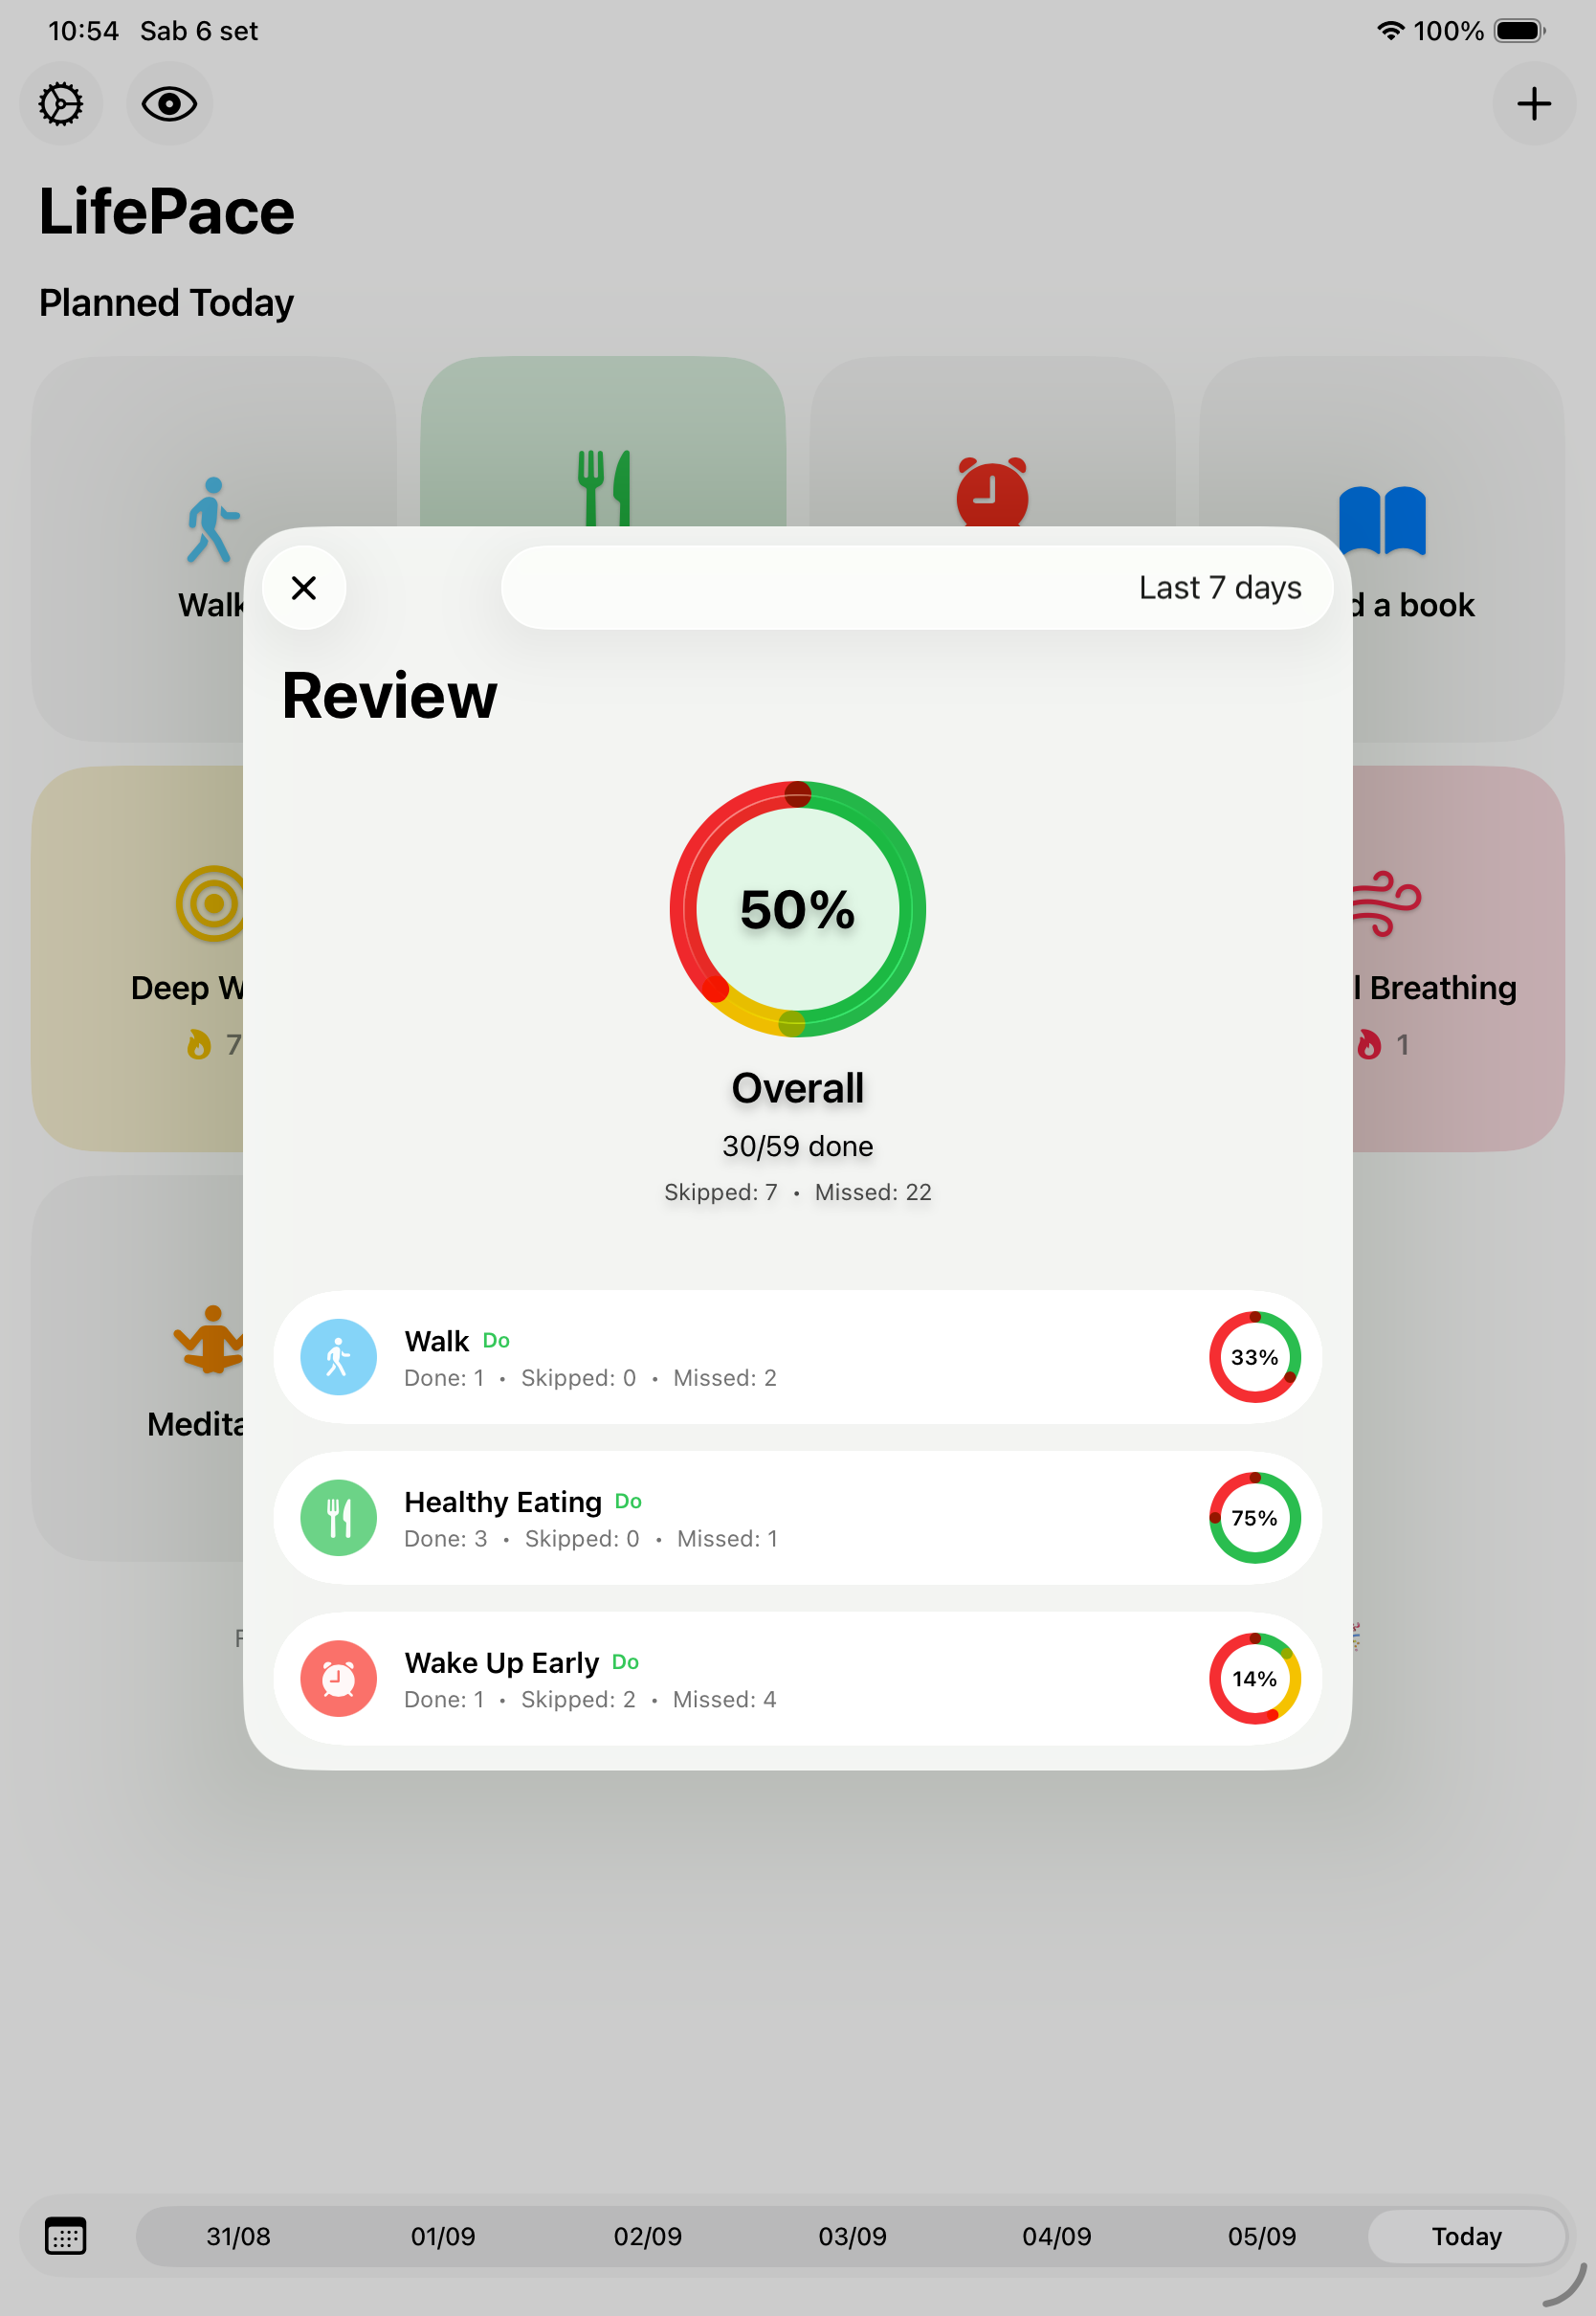 10:54 Sab 6 set 100%
LifePace
Planned Today
Walk
d a book
Last 7 days
Review
50%
Overall
30/59 done
Skipped: 7 • Missed: 22
Deep W
7
l Breathing
1
Medita
Walk Do
Done: 1 • Skipped: 0 • Missed: 2
33%
Healthy Eating Do
Done: 3 • Skipped: 0 • Missed: 1
75%
Wake Up Early Do
Done: 1 • Skipped: 2 • Missed: 4
14%
31/08 01/09 02/09 03/09 04/09 05/09 Today